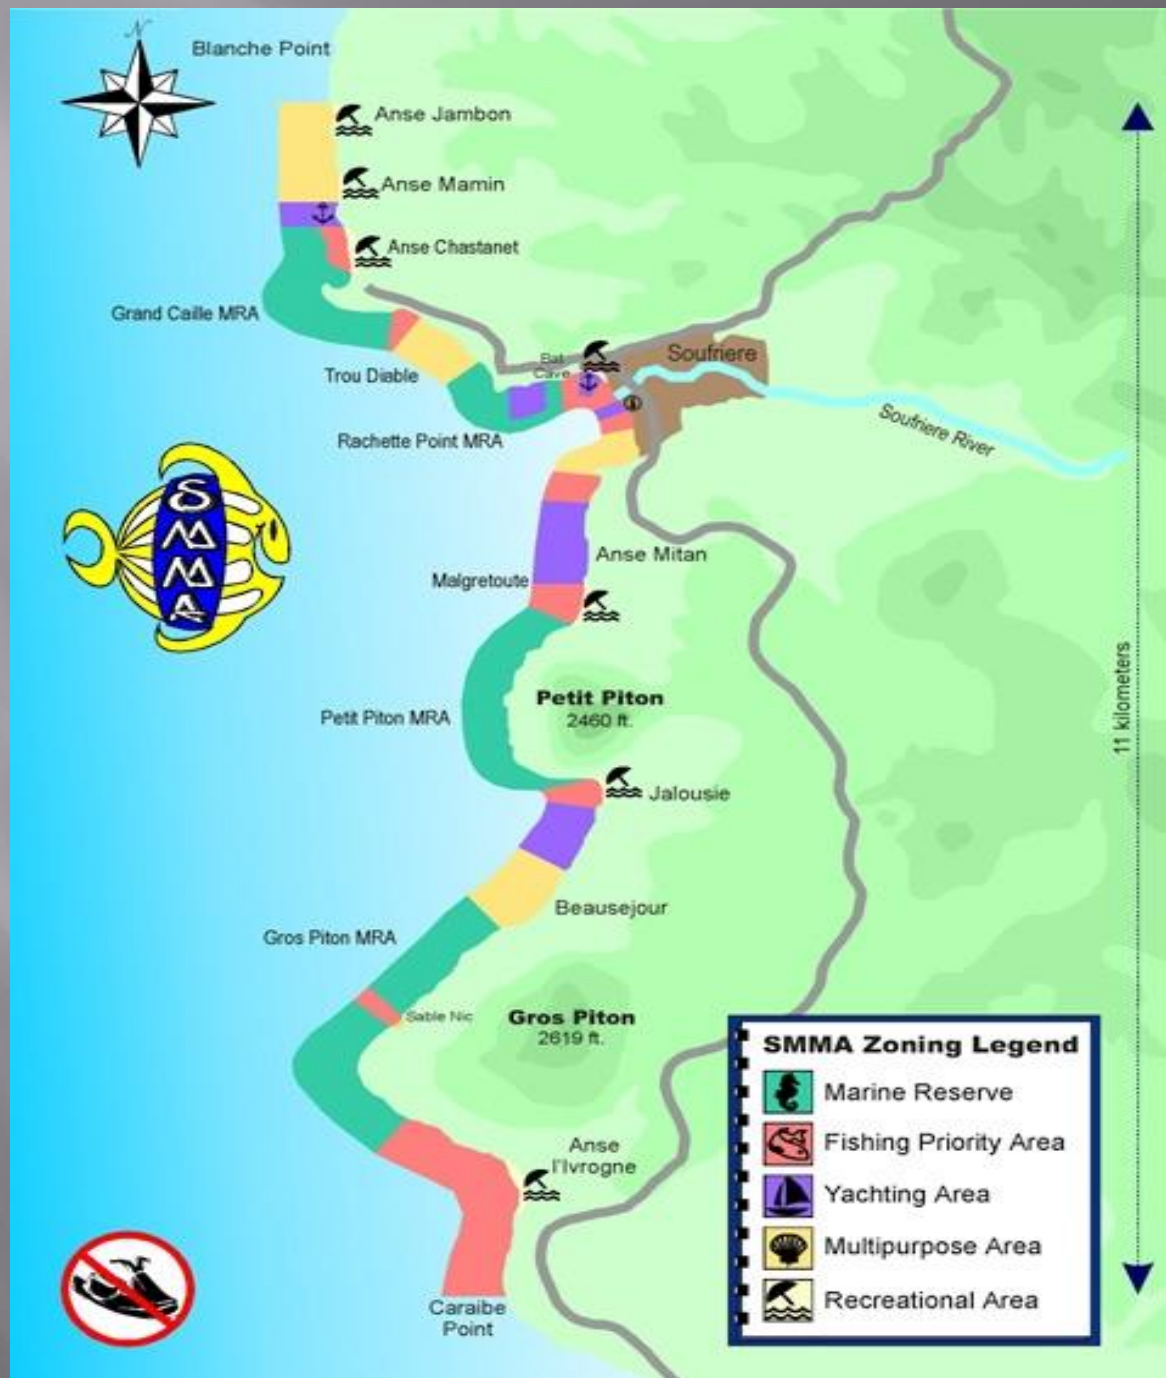 N
Blanche Point
Anse Jambon
Anse Mamin
Anse Chastanet
Grand Caille MRA
Trou Diable
Bat
Cave
Soufriere
Soufriere River
Rachette Point MRA
SMMA
Anse Mitan
Malgretoute
Petit Piton
2460 ft.
Petit Piton MRA
11 kilometers
Jalousie
Beausejour
Gros Piton MRA
Sable Nic
Gros Piton
2619 ft.
Anse
l'Ivrogne
Caraibe
Point
SMMA Zoning Legend
Marine Reserve
Fishing Priority Area
Yachting Area
Multipurpose Area
Recreational Area